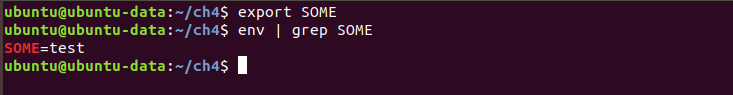 ubuntu@ubuntu-data:~/ch4$ export SOME
ubuntu@ubuntu-data:~/ch4$ env | grep SOME
SOME=test
ubuntu@ubuntu-data:~/ch4$